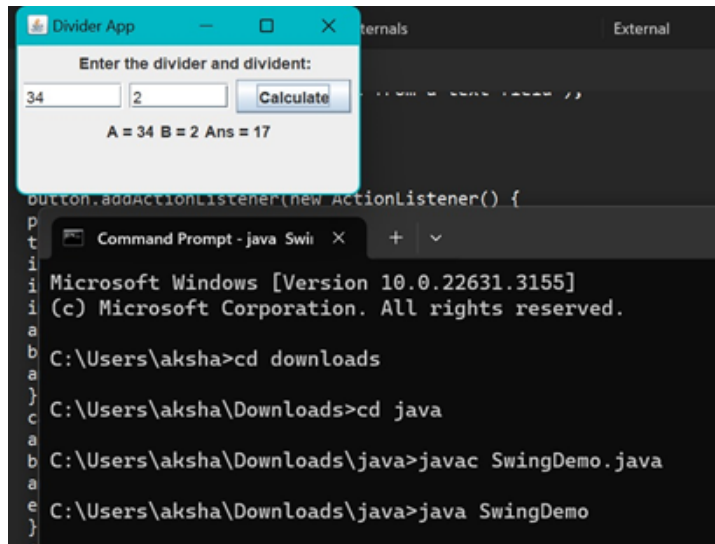 Divider App
ternals
External
Enter the divider and divident:
34
2
Calculate
from a text field");
A = 34 B = 2 Ans = 17
button.addActionListener(new ActionListener() {
Command Prompt - java Swi
p
t
i
Microsoft Windows [Version 10.0.22631.3155]
i
(c) Microsoft Corporation. All rights reserved.
i
a
b
C:\Users\aksha>cd downloads
a
}
C:\Users\aksha\Downloads>cd java
c
a
b
C:\Users\aksha\Downloads\java>javac SwingDemo.java
a
e
C:\Users\aksha\Downloads\java>java SwingDemo
}